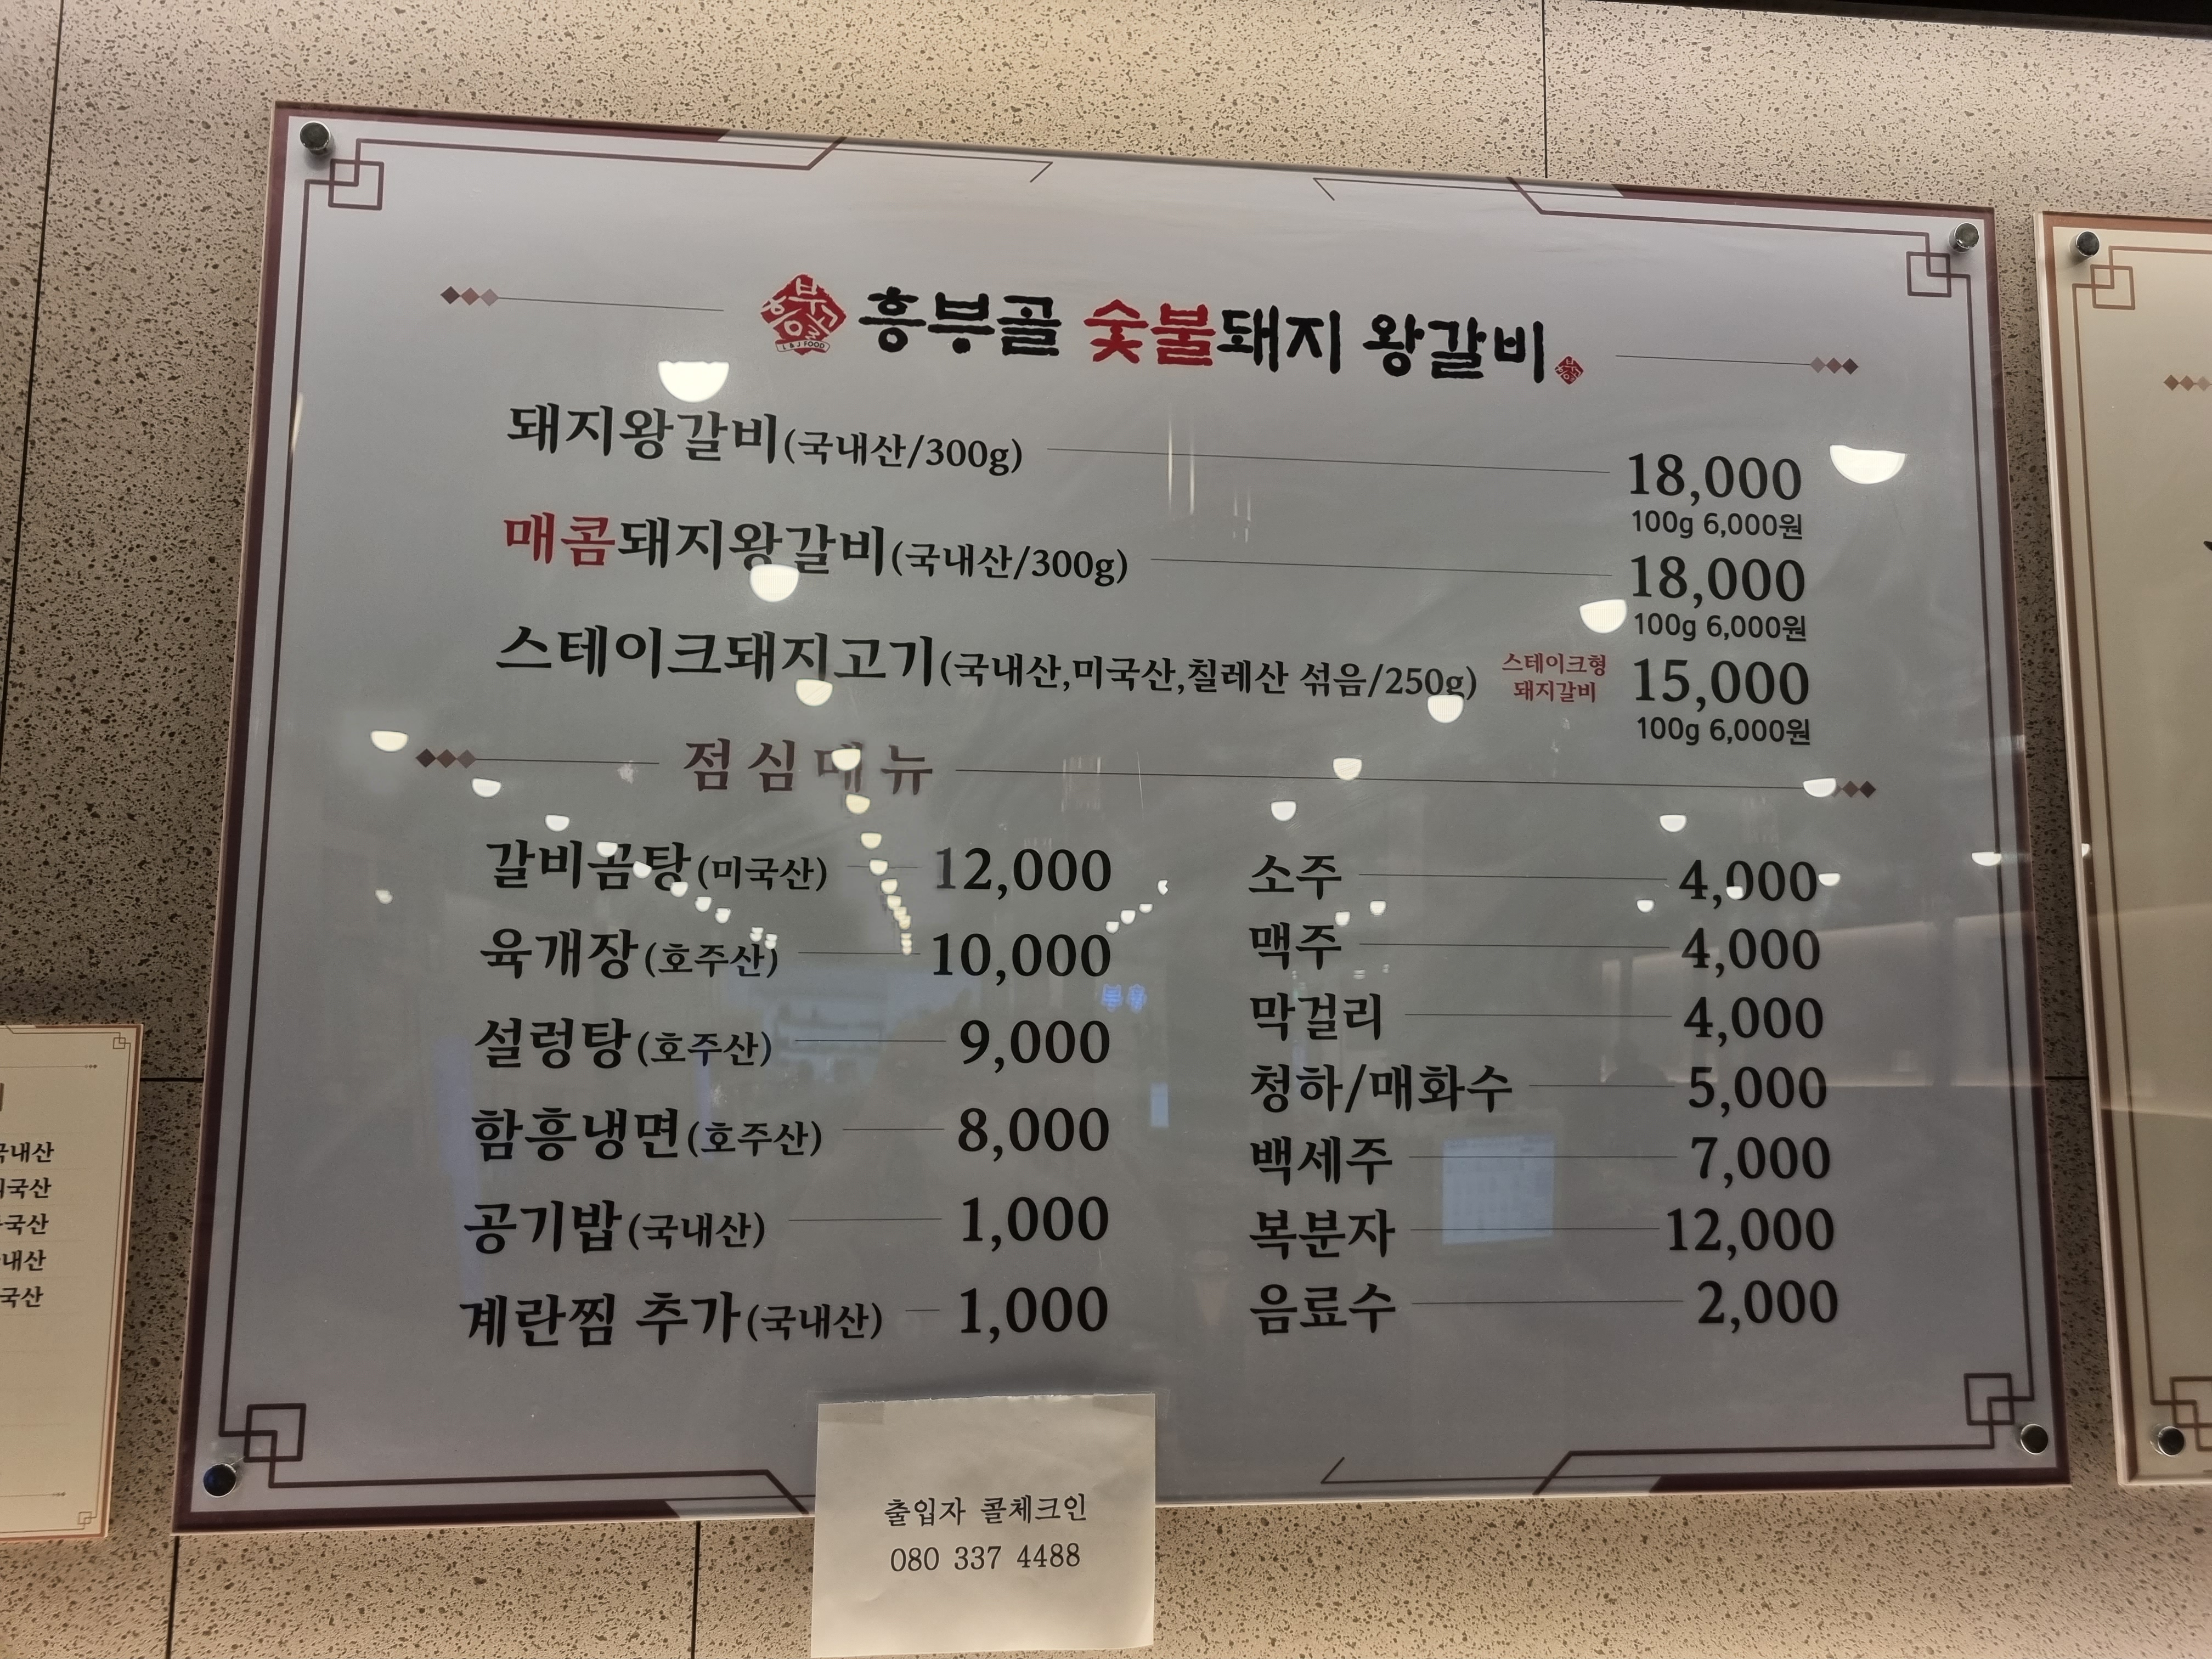 흥부골
L & J FOOD
흥부골 숯불돼지 왕갈비
돼지왕갈비(국내산/300g) 18,000
100g 6,000원
매콤돼지왕갈비(국내산/300g) 18,000
100g 6,000원
스테이크돼지고기(국내산,미국산,칠레산 섞음/250g) 스테이크형 돼지갈비 15,000
100g 6,000원
점심메뉴
갈비곰탕(미국산) 12,000
육개장(호주산) 10,000
설렁탕(호주산) 9,000
함흥냉면(호주산) 8,000
공기밥(국내산) 1,000
계란찜 추가(국내산) 1,000
소주 4,000
맥주 4,000
막걸리 4,000
청하/매화수 5,000
백세주 7,000
복분자 12,000
음료수 2,000
출입자 콜체크인
080 337 4488